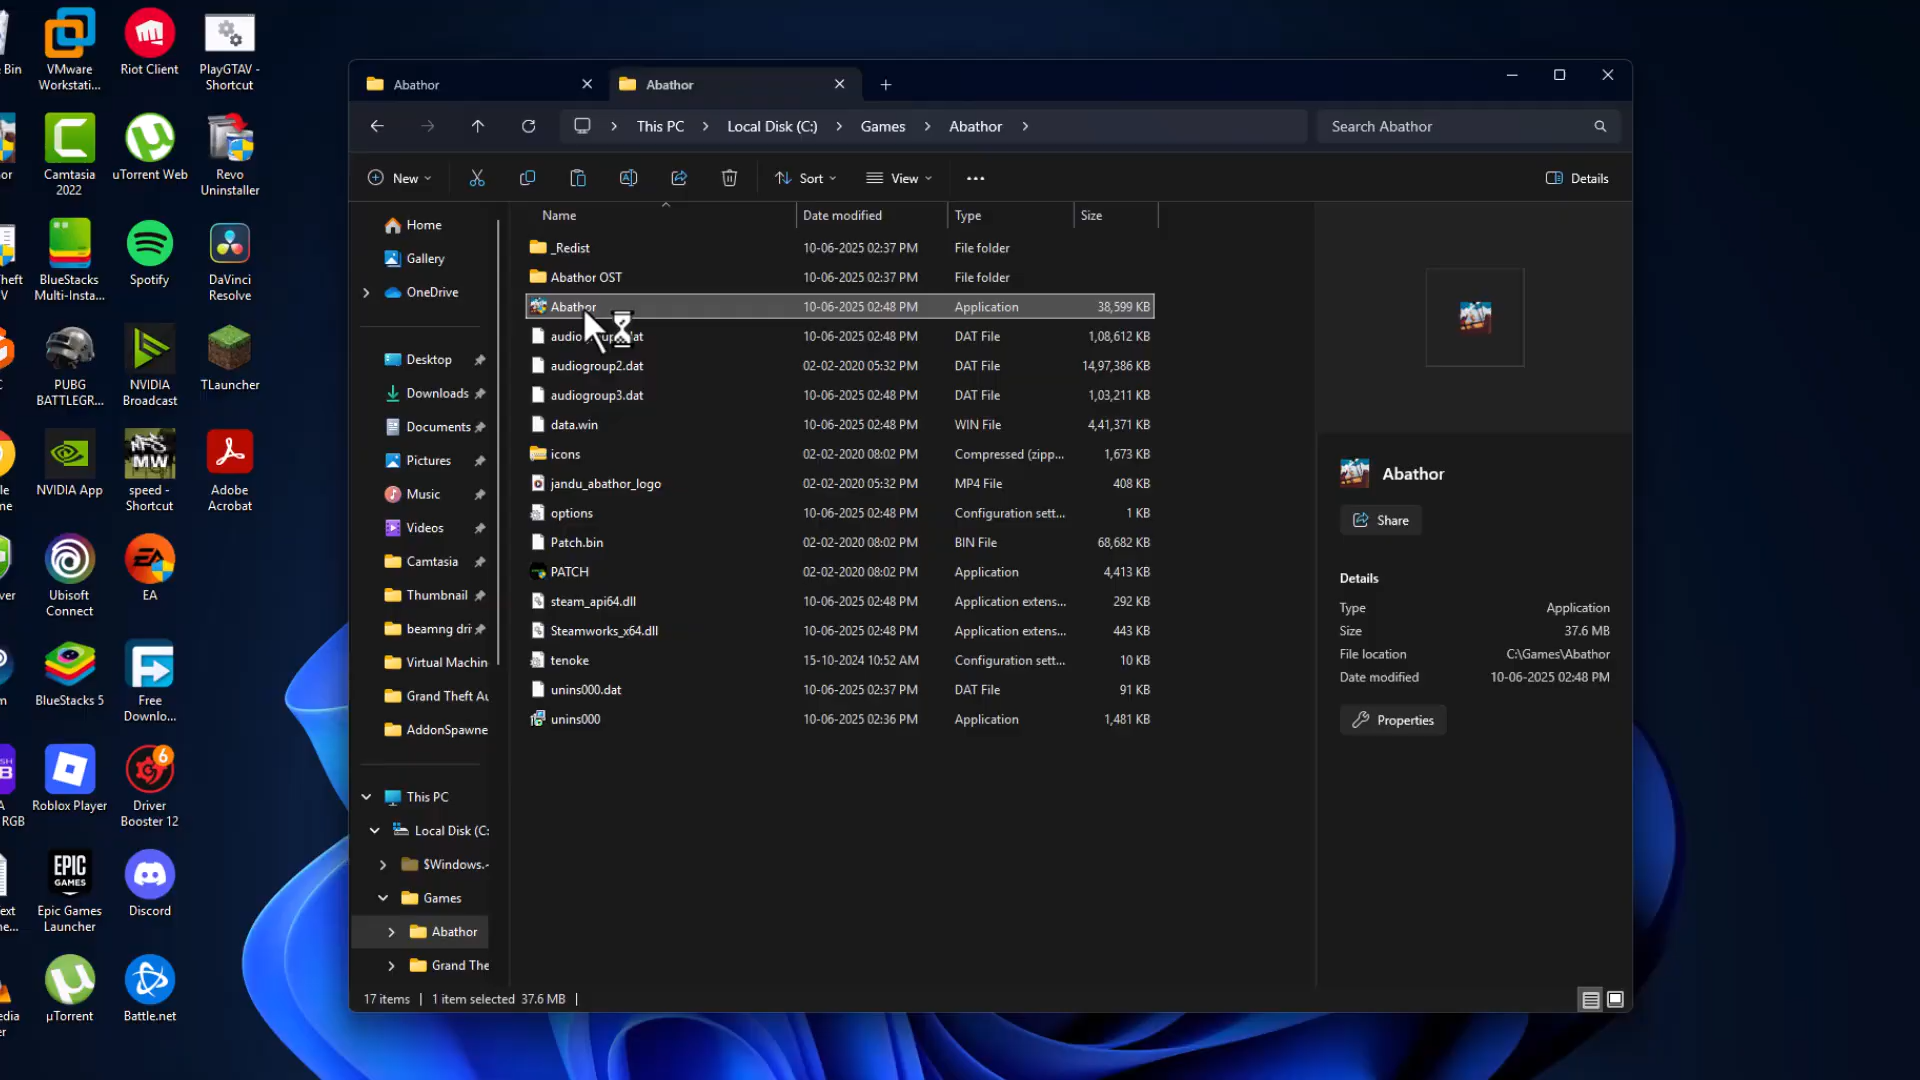 Bin
VMware
Workstati...
Riot Client
PlayGTAV -
Shortcut
or
Camtasia
2022
uTorrent Web
Revo
Uninstaller
heft
V
BlueStacks
Multi-Insta...
Spotify
DaVinci
Resolve
C
PUBG
BATTLEGR...
NVIDIA
Broadcast
TLauncher
le
me
NVIDIA App
speed -
Shortcut
Adobe
Acrobat
ver
Ubisoft
Connect
EA
m
BlueStacks 5
Free
Downlo...
A
RGB
Roblox Player
Driver
Booster 12
ext
ne...
Epic Games
Launcher
Discord
edia
er
µTorrent
Battle.net
Abathor
Abathor
This PC
Local Disk (C:)
Games
Abathor
Search Abathor
New
Sort
View
Details
Home
Gallery
OneDrive
Desktop
Downloads
Documents
Pictures
Music
Videos
Camtasia
Thumbnail
beamng dri
Virtual Machin
Grand Theft Au
AddonSpawne
This PC
Local Disk (C:
$Windows.~
Games
Abathor
Grand The
Name Date modified Type Size
_Redist 10-06-2025 02:37 PM File folder
Abathor OST 10-06-2025 02:37 PM File folder
Abathor 10-06-2025 02:48 PM Application 38,599 KB
10-06-2025 02:48 PM DAT File 1,08,612 KB
audiogroup2.dat 02-02-2020 05:32 PM DAT File 14,97,386 KB
audiogroup3.dat 10-06-2025 02:48 PM DAT File 1,03,211 KB
data.win 10-06-2025 02:48 PM WIN File 4,41,371 KB
icons 02-02-2020 08:02 PM Compressed (zipp... 1,673 KB
jandu_abathor_logo 02-02-2020 05:32 PM MP4 File 408 KB
options 10-06-2025 02:48 PM Configuration sett... 1 KB
Patch.bin 02-02-2020 08:02 PM BIN File 68,682 KB
PATCH 02-02-2020 08:02 PM Application 4,413 KB
steam_api64.dll 10-06-2025 02:48 PM Application extens... 292 KB
Steamworks_x64.dll 10-06-2025 02:48 PM Application extens... 443 KB
tenoke 15-10-2024 10:52 AM Configuration sett... 10 KB
unins000.dat 10-06-2025 02:37 PM DAT File 91 KB
unins000 10-06-2025 02:36 PM Application 1,481 KB
Abathor
Share
Details
Type Application
Size 37.6 MB
File location C:\Games\Abathor
Date modified 10-06-2025 02:48 PM
Properties
17 items 1 item selected 37.6 MB